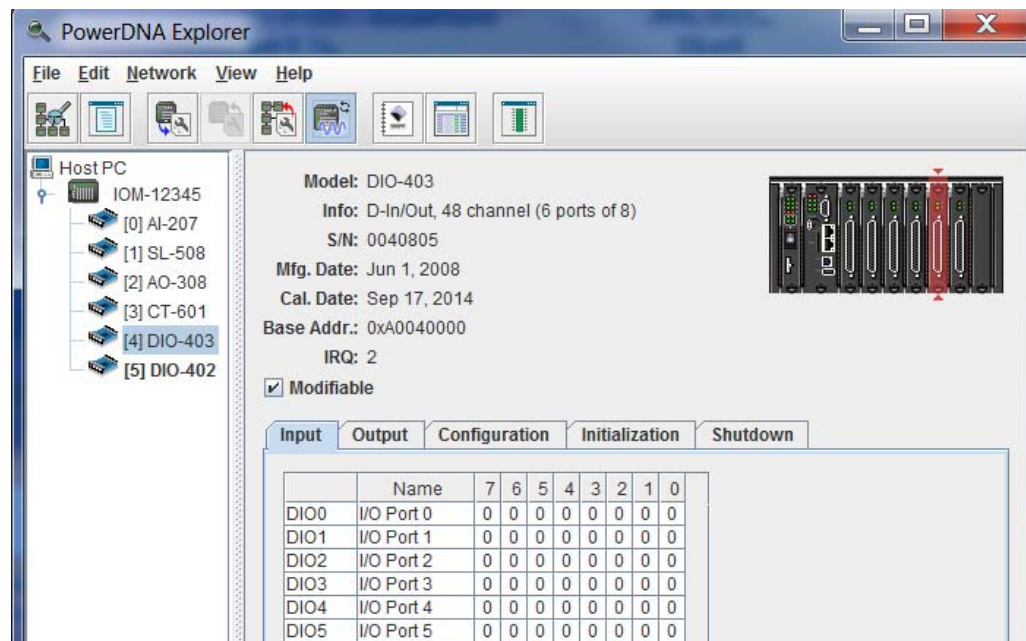 PowerDNA Explorer
File Edit Network View Help
Host PC
IOM-12345
[0] AI-207
[1] SL-508
[2] AO-308
[3] CT-601
[4] DIO-403
[5] DIO-402
Model: DIO-403
Info: D-In/Out, 48 channel (6 ports of 8)
S/N: 0040805
Mfg. Date: Jun 1, 2008
Cal. Date: Sep 17, 2014
Base Addr.: 0xA0040000
IRQ: 2
Modifiable
Input Output Configuration Initialization Shutdown
Name 7 6 5 4 3 2 1 0
DIO0 I/O Port 0 0 0 0 0 0 0 0 0
DIO1 I/O Port 1 0 0 0 0 0 0 0 0
DIO2 I/O Port 2 0 0 0 0 0 0 0 0
DIO3 I/O Port 3 0 0 0 0 0 0 0 0
DIO4 I/O Port 4 0 0 0 0 0 0 0 0
DIO5 I/O Port 5 0 0 0 0 0 0 0 0